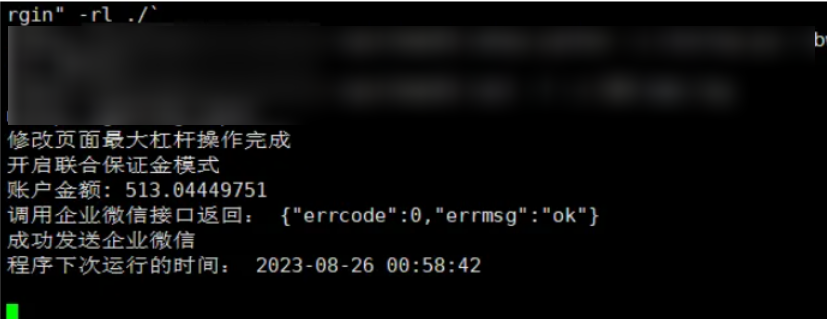 rgin" -rl ./`
修改页面最大杠杆操作完成
开启联合保证金模式
账户金额: 513.04449751
调用企业微信接口返回： {"errcode":0,"errmsg":"ok"}
成功发送企业微信
程序下次运行的时间： 2023-08-26 00:58:42